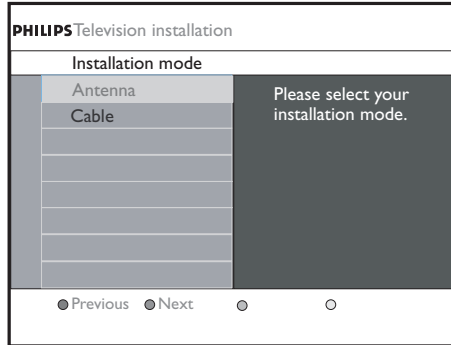 PHILIPS Television installation
Installation mode
Antenna
Cable
Please select your
installation mode.
Previous Next